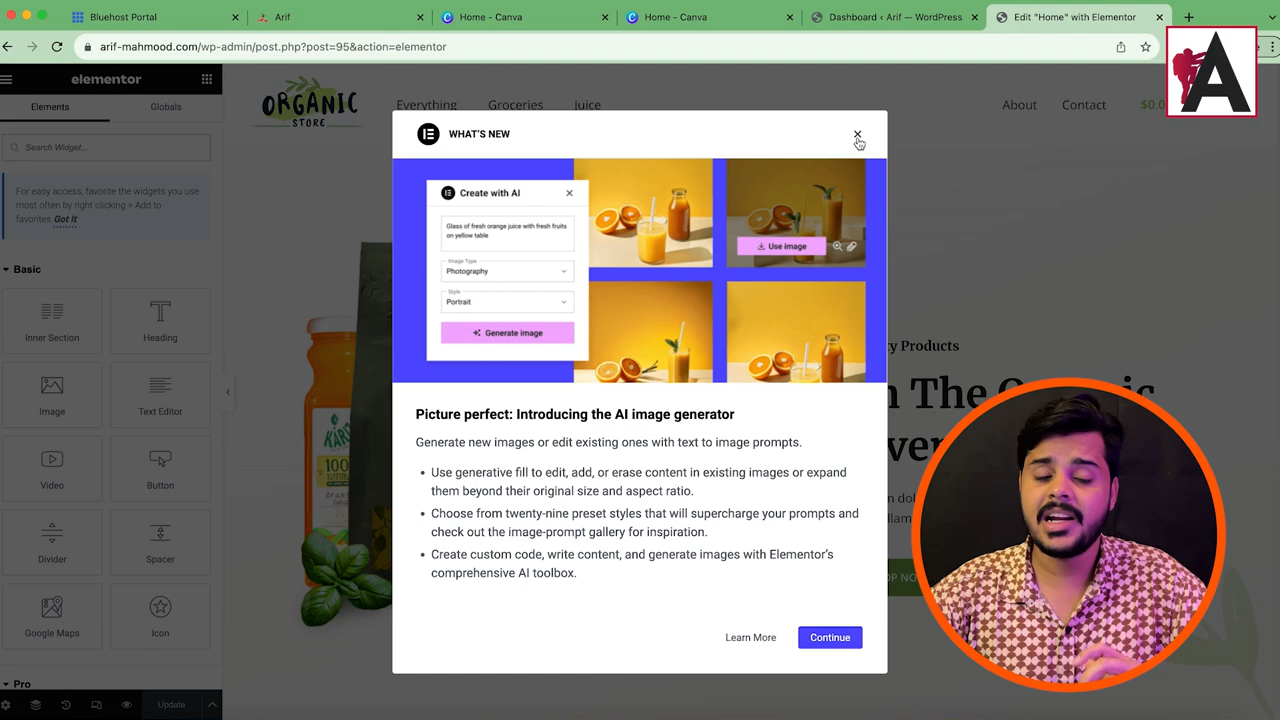 Bluehost Portal
Arif
Home - Canva
Home - Canva
Dashboard ‹ Arif — WordPress
Edit "Home" with Elementor
arif-mahmood.com/wp-admin/post.php?post=95&action=elementor
A
elementor
Elements
Globals
Search Widget...
For easy access, favorite the widgets you
use most often by right clicking > Add to
favorites. Got It
Basic
Inner Section
Heading
Image
Text Editor
Video
Button
Divider
Spacer
Google Maps
Icon
Pro
Update
ORGANIC
STORE
Everything
Groceries
Juice
About
Contact
WHAT'S NEW
Create with AI
Glass of fresh orange juice with fresh fruits
on yellow table
Image Type
Photography
Style
Portrait
Generate image
Use image
Picture perfect: Introducing the AI image generator
Generate new images or edit existing ones with text to image prompts.
• Use generative fill to edit, add, or erase content in existing images or expand
them beyond their original size and aspect ratio.
• Choose from twenty-nine preset styles that will supercharge your prompts and
check out the image-prompt gallery for inspiration.
• Create custom code, write content, and generate images with Elementor's
comprehensive AI toolbox.
Learn More
Continue
Products
The